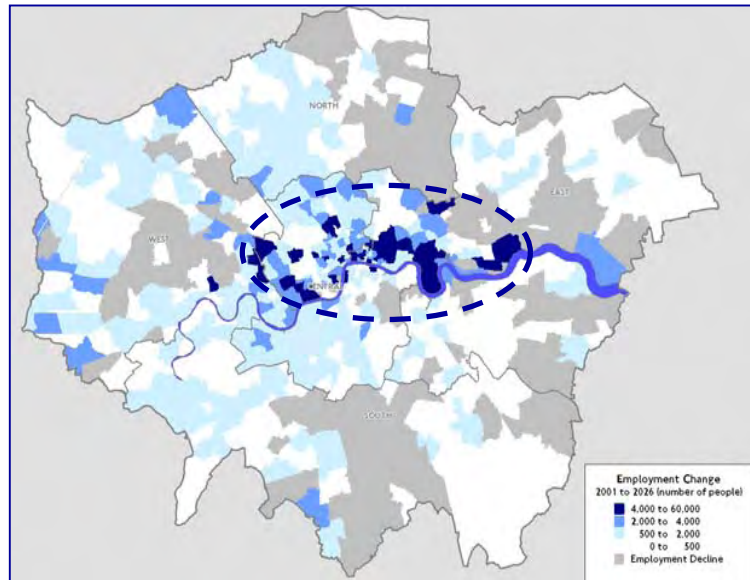 NORTH
EAST
WEST
CENTRAL
SOUTH
Employment Change
2001 to 2026 (number of people)
4,000 to 60,000
2,000 to 4,000
500 to 2,000
0 to 500
Employment Decline